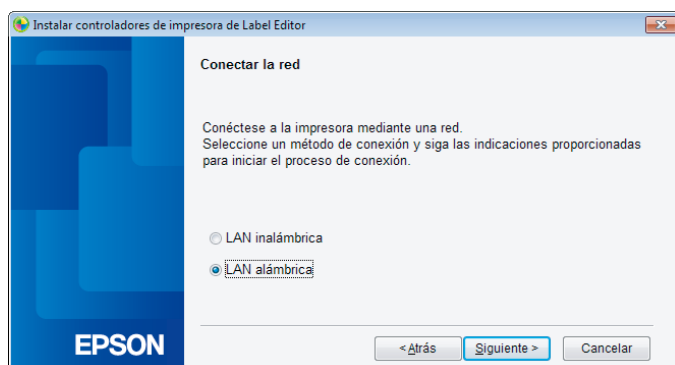 Instalar controladores de impresora de Label Editor
Conectar la red
Conéctese a la impresora mediante una red.
Seleccione un método de conexión y siga las indicaciones proporcionadas
para iniciar el proceso de conexión.
LAN inalámbrica
LAN alámbrica
EPSON
< Atrás
Siguiente >
Cancelar